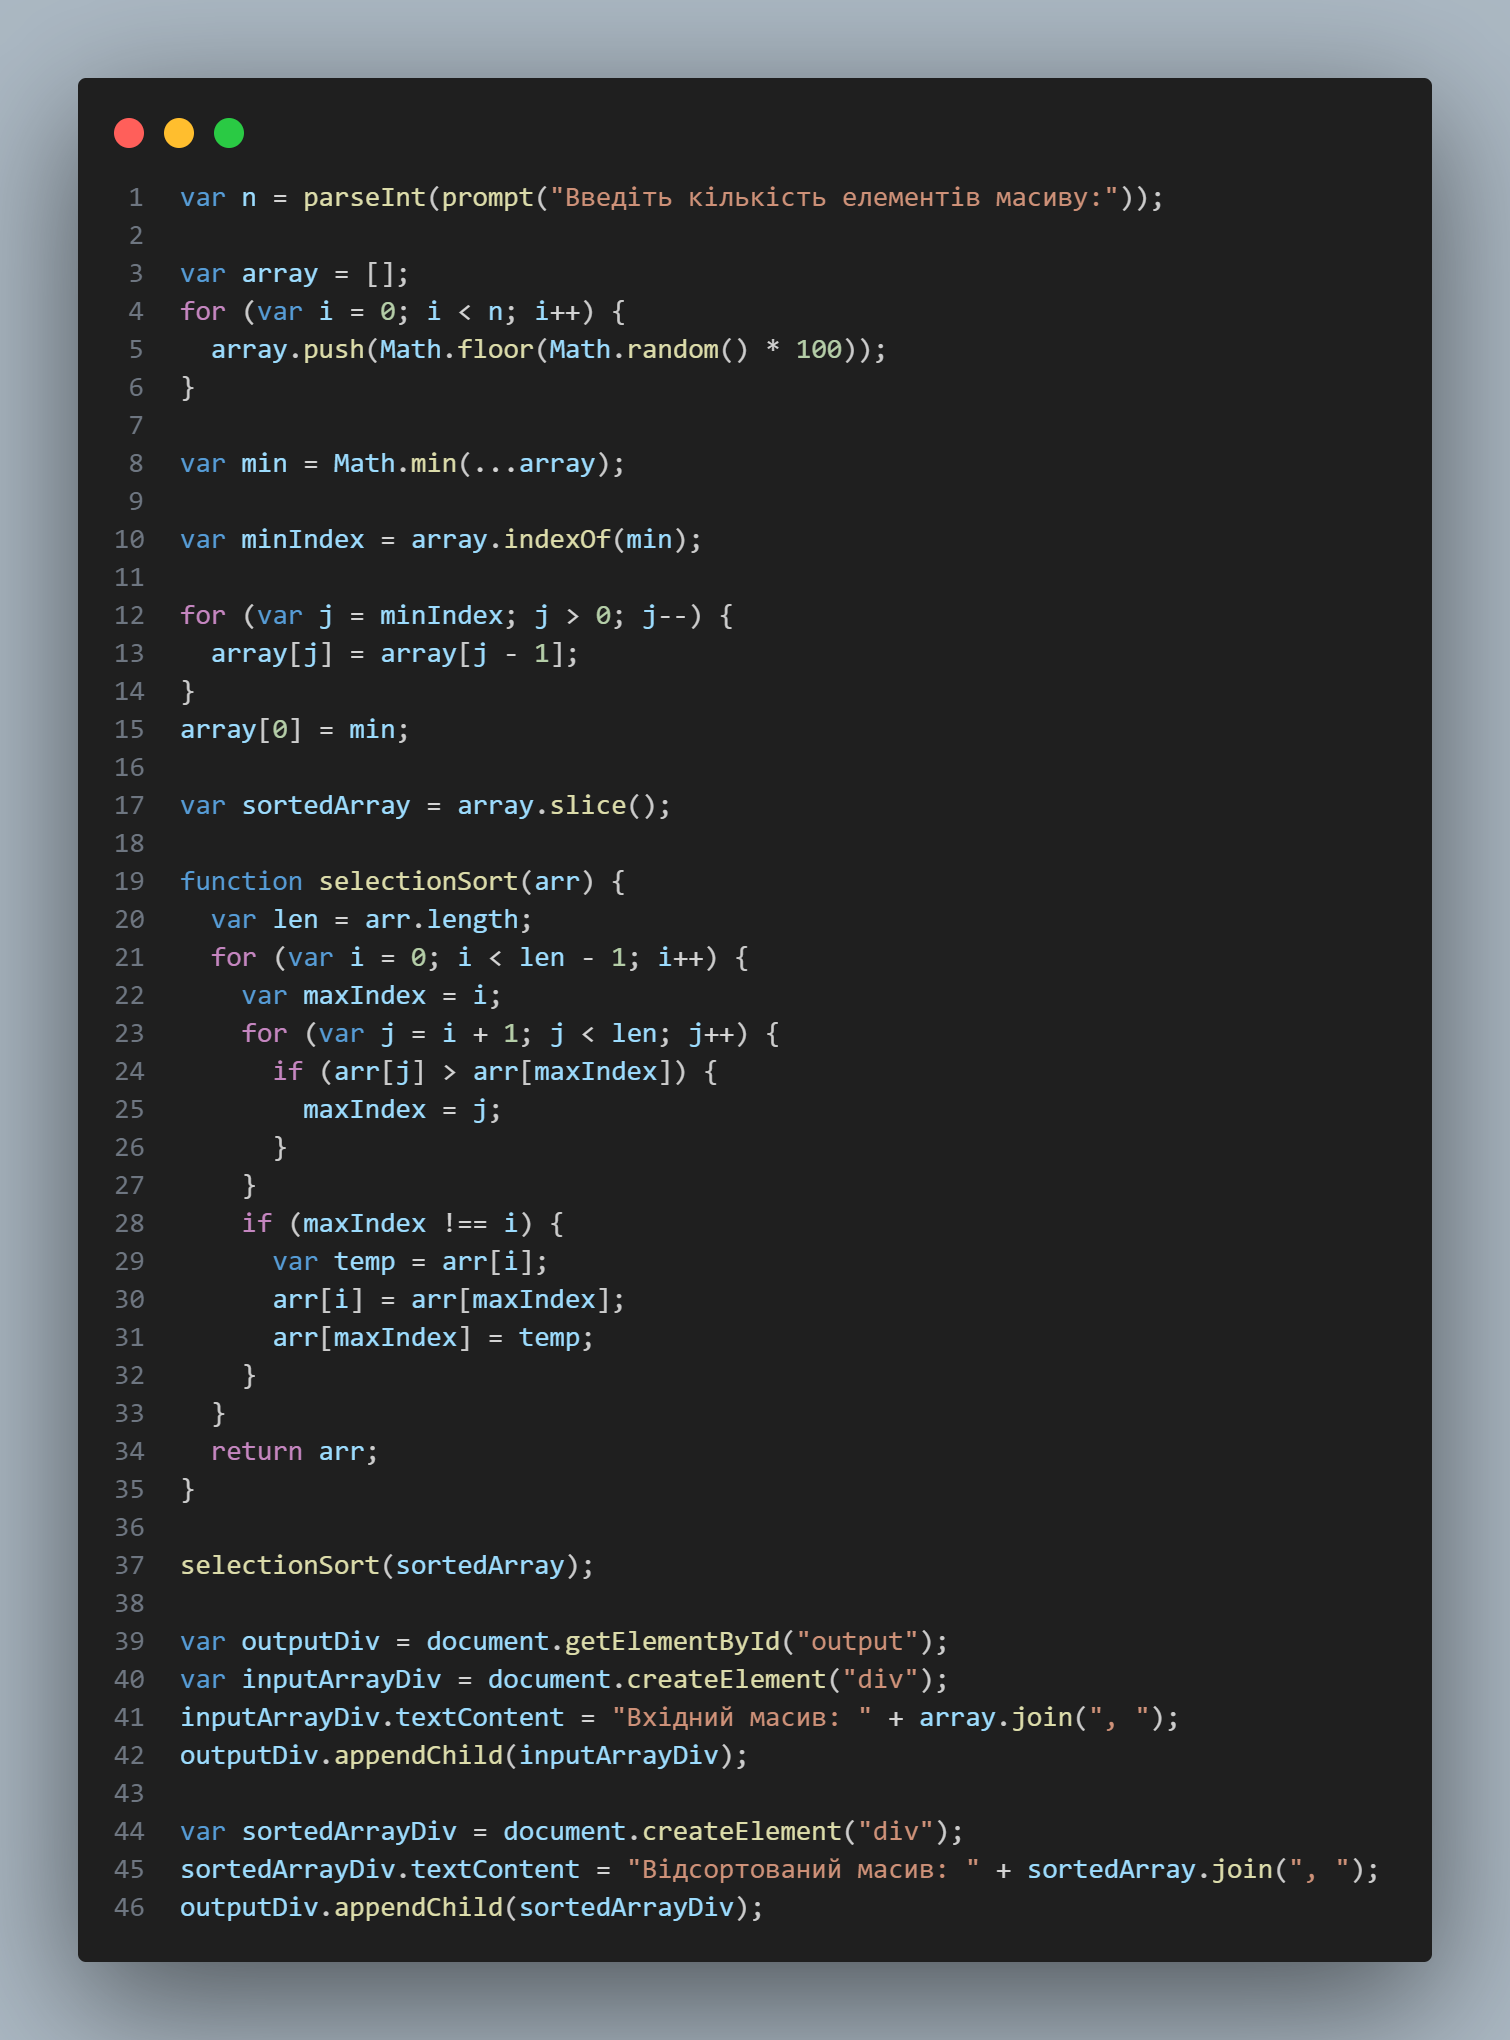 1 var n = parseInt(prompt("Введіть кількість елементів масиву:"));
2
3 var array = [];
4 for (var i = 0; i < n; i++) {
5   array.push(Math.floor(Math.random() * 100));
6 }
7
8 var min = Math.min(...array);
9
10 var minIndex = array.indexOf(min);
11
12 for (var j = minIndex; j > 0; j--) {
13   array[j] = array[j - 1];
14 }
15 array[0] = min;
16
17 var sortedArray = array.slice();
18
19 function selectionSort(arr) {
20   var len = arr.length;
21   for (var i = 0; i < len - 1; i++) {
22     var maxIndex = i;
23     for (var j = i + 1; j < len; j++) {
24       if (arr[j] > arr[maxIndex]) {
25         maxIndex = j;
26       }
27     }
28     if (maxIndex !== i) {
29       var temp = arr[i];
30       arr[i] = arr[maxIndex];
31       arr[maxIndex] = temp;
32     }
33   }
34   return arr;
35 }
36
37 selectionSort(sortedArray);
38
39 var outputDiv = document.getElementById("output");
40 var inputArrayDiv = document.createElement("div");
41 inputArrayDiv.textContent = "Вхідний масив: " + array.join(", ");
42 outputDiv.appendChild(inputArrayDiv);
43
44 var sortedArrayDiv = document.createElement("div");
45 sortedArrayDiv.textContent = "Відсортований масив: " + sortedArray.join(", ");
46 outputDiv.appendChild(sortedArrayDiv);